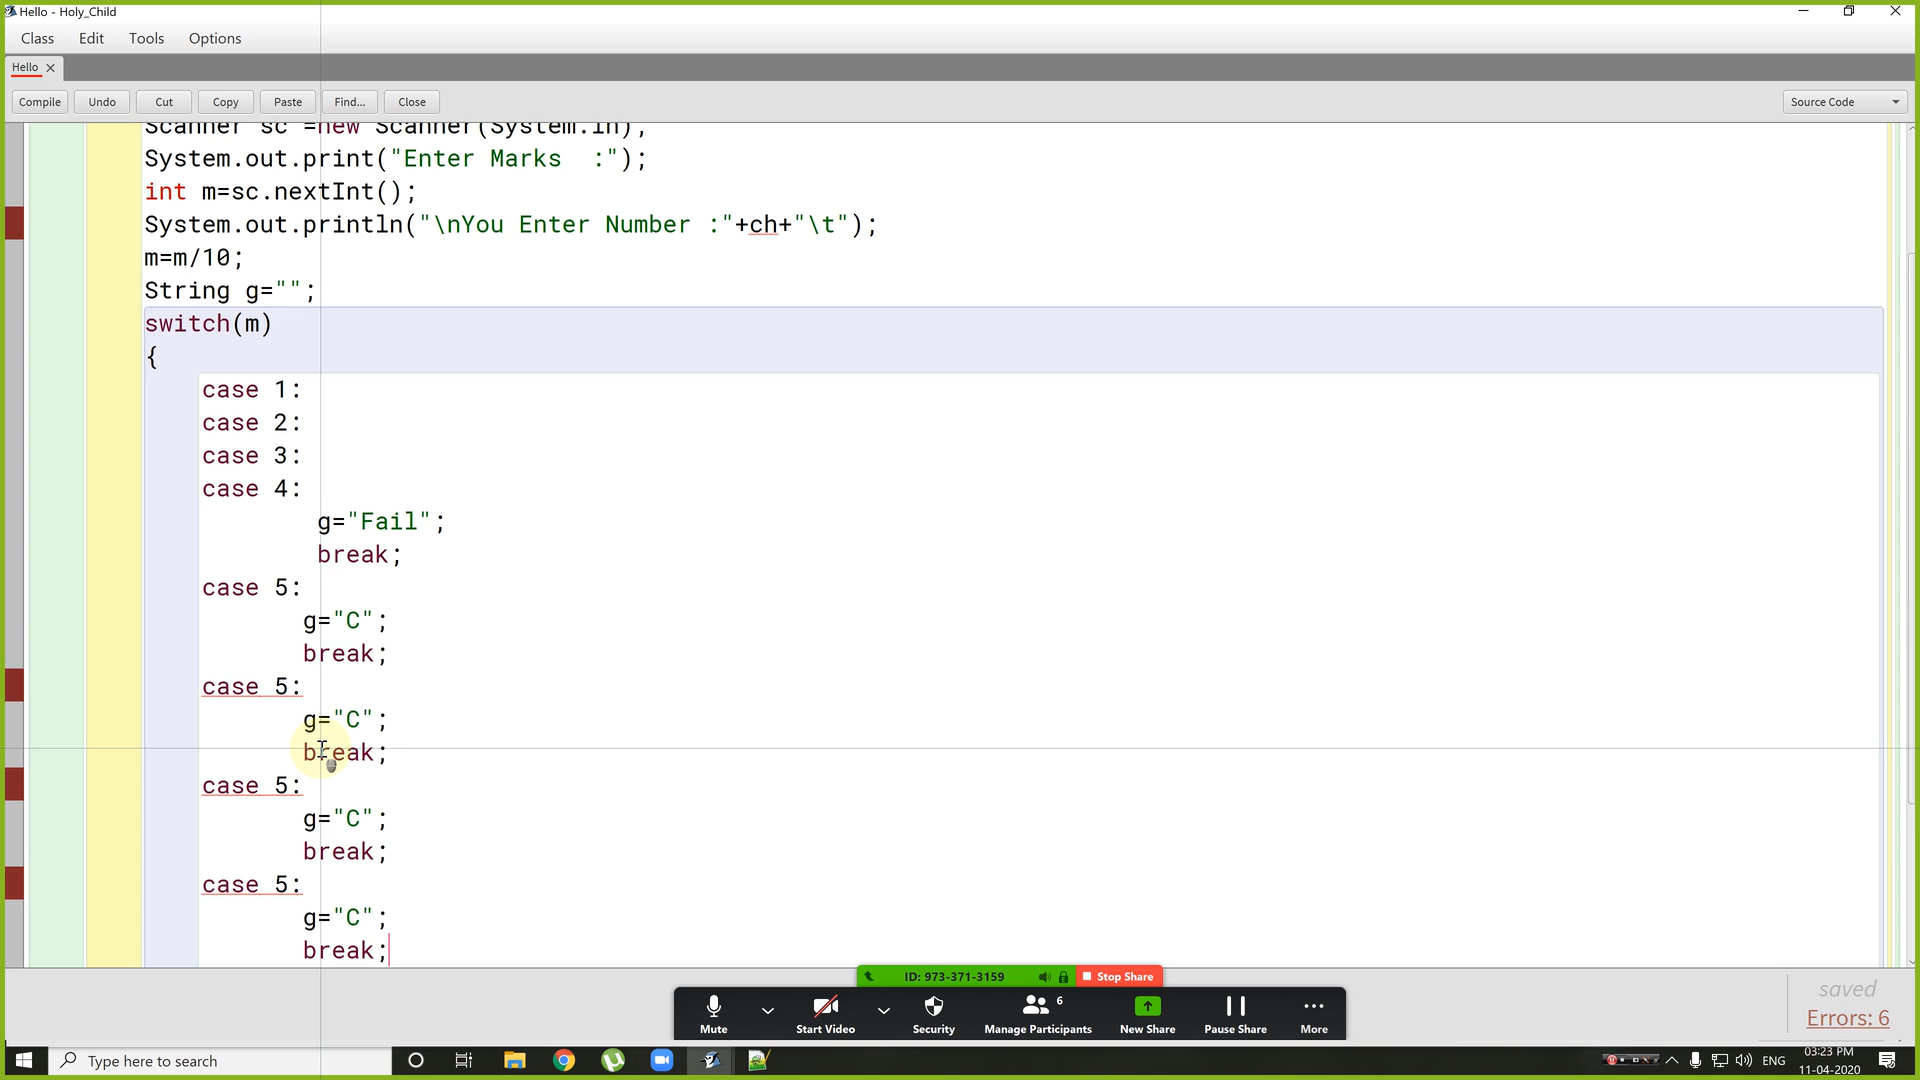 Hello - Holy_Child
Class Edit Tools Options
Hello
Compile Undo Cut Copy Paste Find... Close Source Code
Scanner sc =new Scanner(System.in);
System.out.print("Enter Marks  :");
int m=sc.nextInt();
System.out.println("\nYou Enter Number :"+ch+"\t");
m=m/10;
String g="";
switch(m)
{
case 1:
case 2:
case 3:
case 4:
g="Fail";
break;
case 5:
g="C";
break;
case 5:
g="C";
break;
case 5:
g="C";
break;
case 5:
g="C";
break;
ID: 973-371-3159 Stop Share
saved
Errors: 6
6
Mute Start Video Security Manage Participants New Share Pause Share More
Type here to search
ENG
03:23 PM
11-04-2020